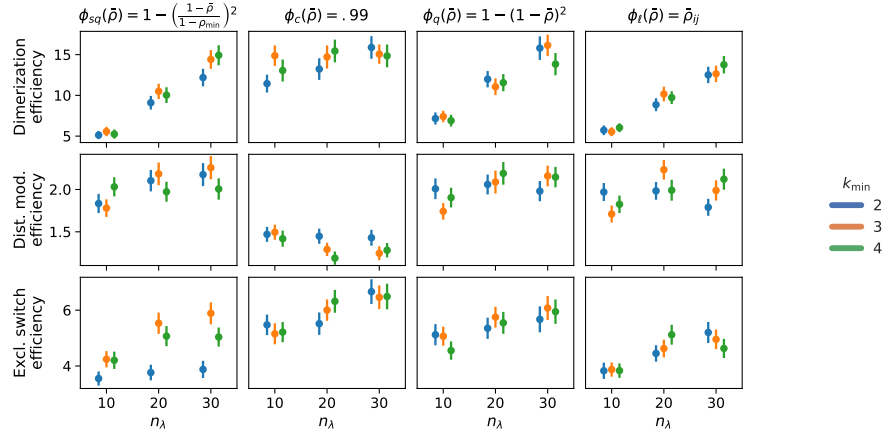 ϕ_sq(ρ̄) = 1 − ((1−ρ̄)/(1−ρ_min))²
ϕ_c(ρ̄) = .99
ϕ_q(ρ̄) = 1 − (1 − ρ̄)²
ϕ_ℓ(ρ̄) = ρ̄_ij
Dimerization
efficiency
15
10
5
Dist. mod.
efficiency
2.0
1.5
k_min
2
3
4
Excl. switch
efficiency
6
4
10 20 30
10 20 30
10 20 30
10 20 30
n_λ
n_λ
n_λ
n_λ